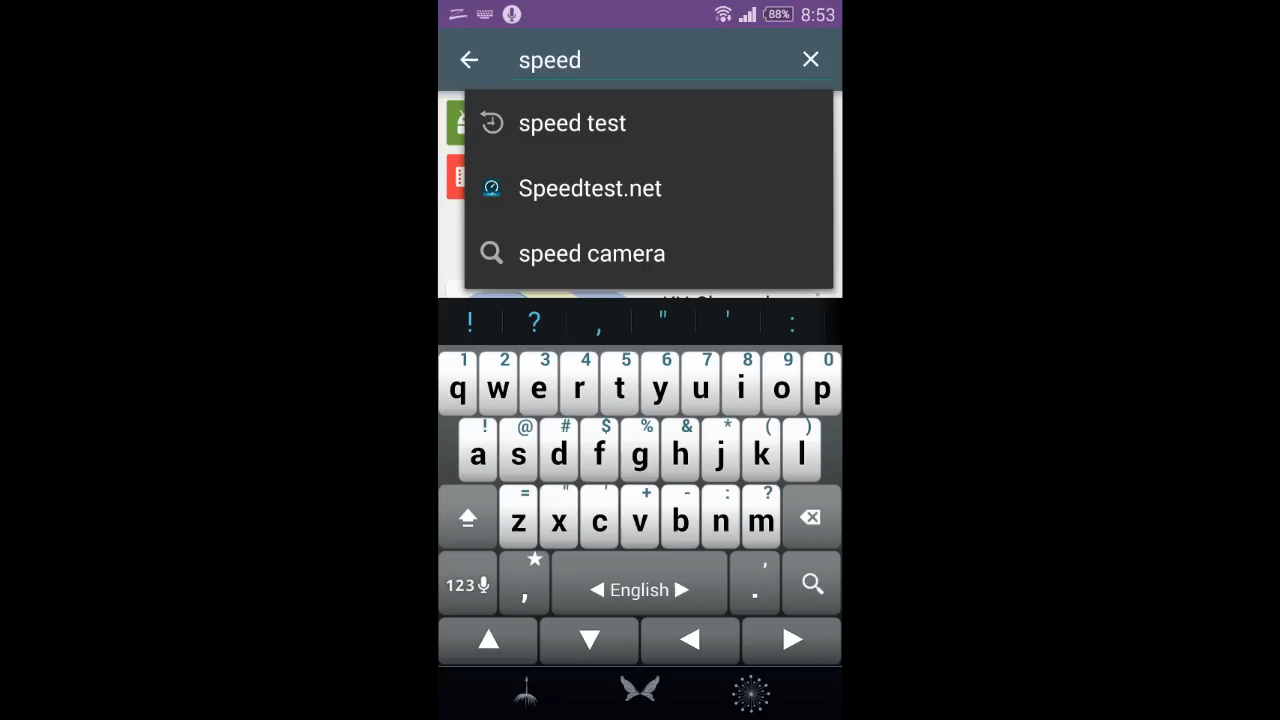 88% 8:53
speed
speed test
Speedtest.net
speed camera
! ? , " ' :
1 2 3 4 5 6 7 8 9 0
q w e r t y u i o p
! @ # $ % & * ( )
a s d f g h j k l
= " ' + - : ?
z x c v b n m
123 , English . '